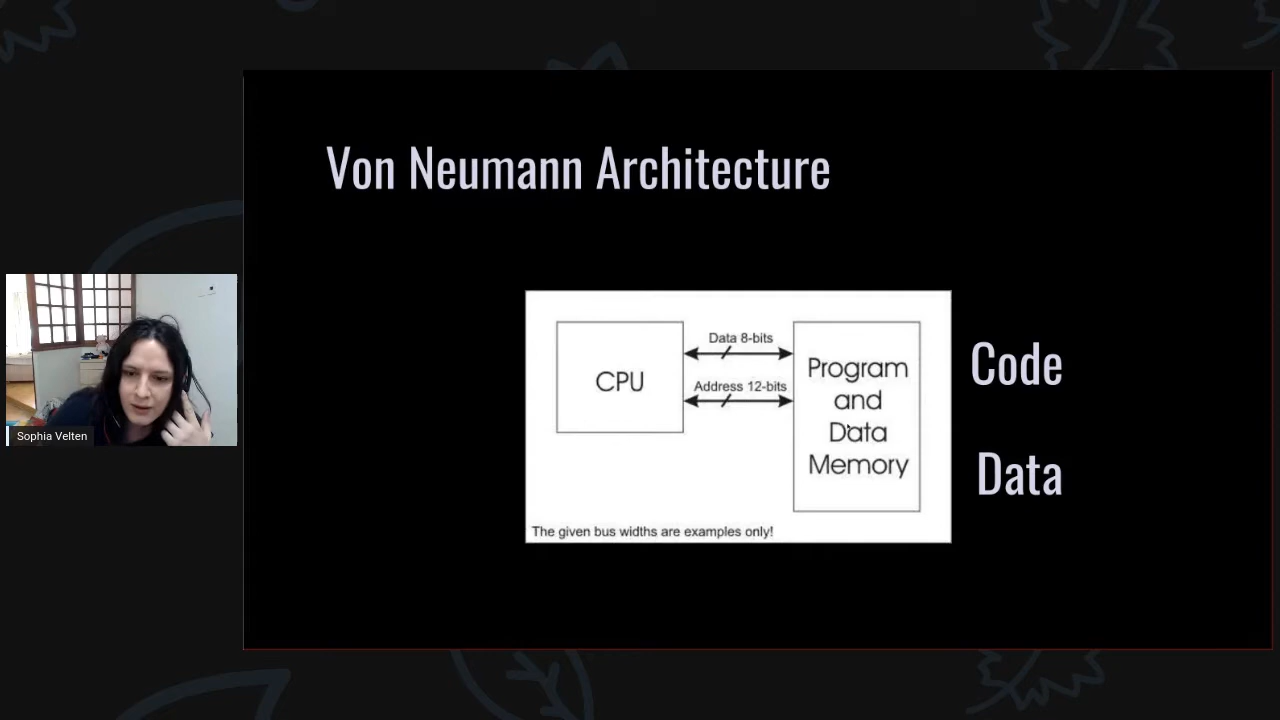 Von Neumann Architecture
CPU
Data 8-bits
Address 12-bits
Program
and
Data
Memory
The given bus widths are examples only!
Code
Data
Sophia Velten